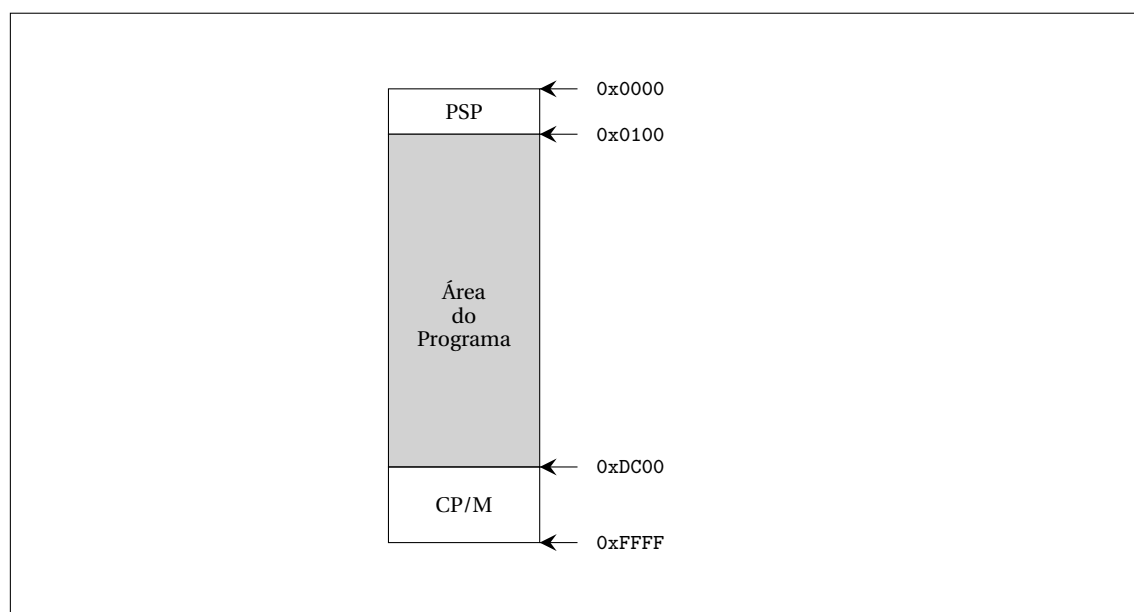 0x0000
PSP
0x0100
Área
do
Programa
0xDC00
CP/M
0xFFFF